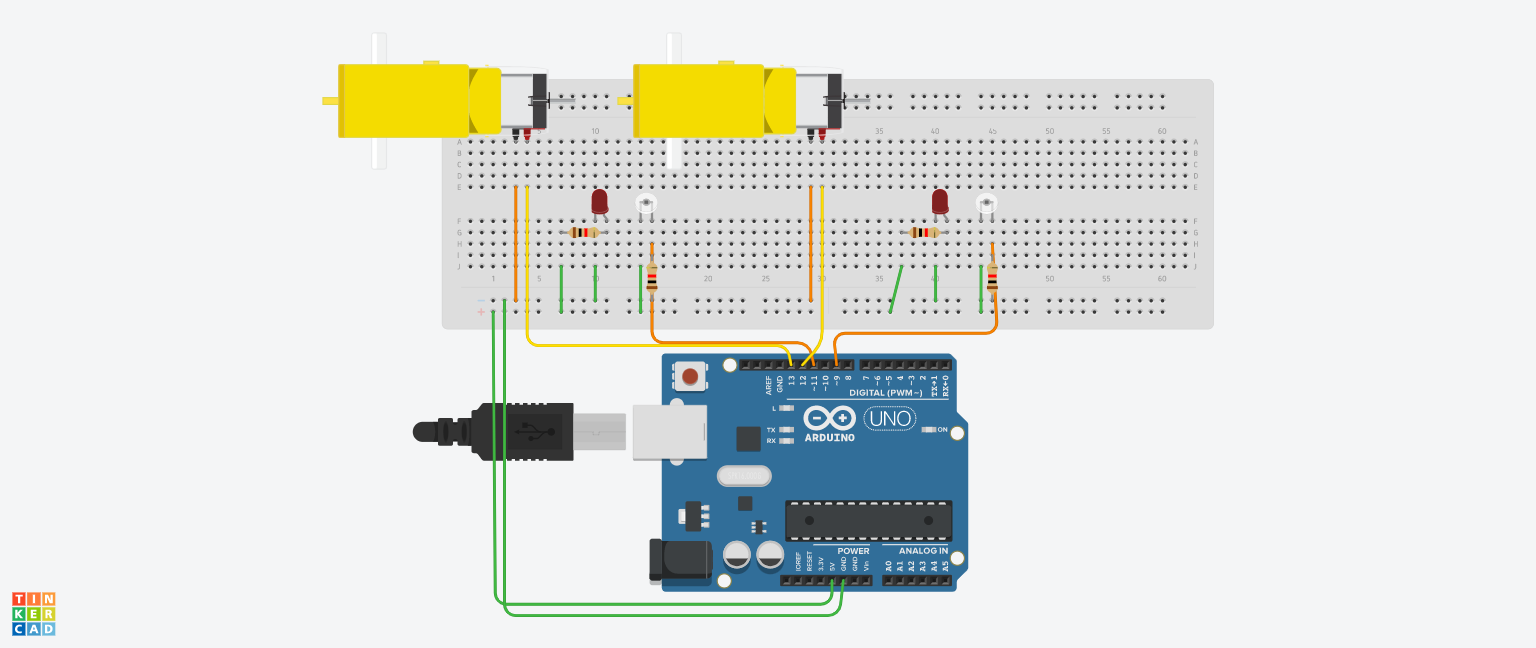 5 10 35 40 45 50 55 60
A A
B B
C C
D D
E E
F F
G G
H H
I I
J J
1 5 10 20 25 30 35 40 50 55 60
AREF
GND
13
12
~11
~10
~9
8
7
~6
~5
4
~3
2
TX→1
RX←0
DIGITAL (PWM~)
L
TX
RX
ARDUINO
UNO
ON
POWER
ANALOG IN
IOREF
RESET
3.3V
5V
GND
GND
Vin
A0
A1
A2
A3
A4
A5
TIN
KER
CAD